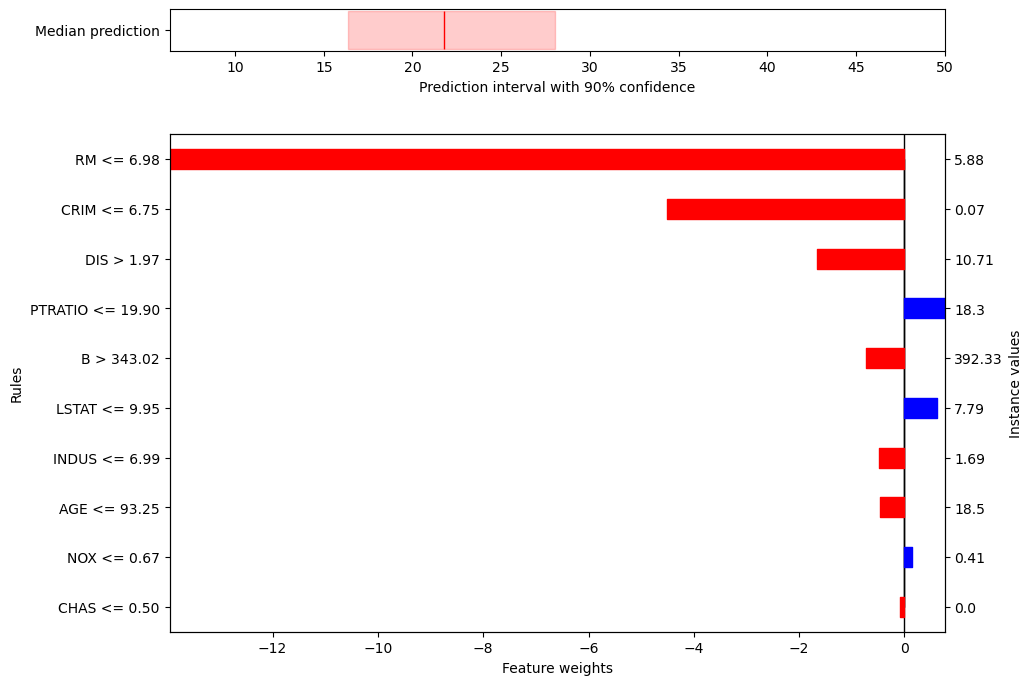 Median prediction
10 15 20 25 30 35 40 45 50
Prediction interval with 90% confidence
Rules
RM <= 6.98 5.88
CRIM <= 6.75 0.07
DIS > 1.97 10.71
PTRATIO <= 19.90 18.3
B > 343.02 392.33
LSTAT <= 9.95 7.79
INDUS <= 6.99 1.69
AGE <= 93.25 18.5
NOX <= 0.67 0.41
CHAS <= 0.50 0.0
Instance values
−12 −10 −8 −6 −4 −2 0
Feature weights